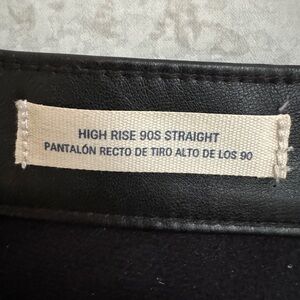 HIGH RISE 90S STRAIGHT
PANTALÓN RECTO DE TIRO ALTO DE LOS 90